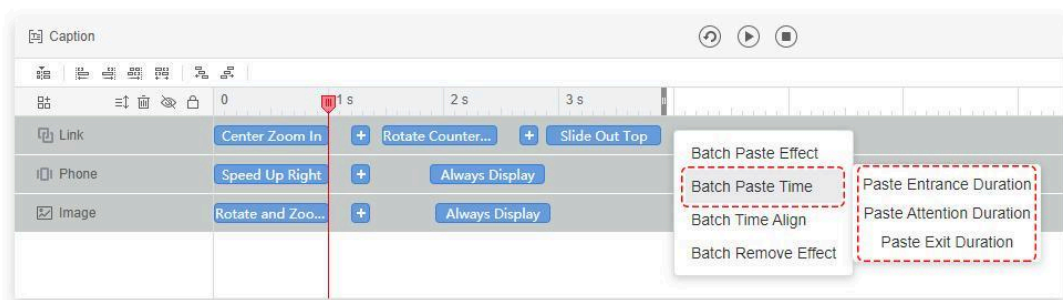 Caption
0
1 s
2 s
3 s
Link
Center Zoom In
Rotate Counter...
Slide Out Top
Phone
Speed Up Right
Always Display
Image
Rotate and Zoo...
Always Display
Batch Paste Effect
Batch Paste Time
Batch Time Align
Batch Remove Effect
Paste Entrance Duration
Paste Attention Duration
Paste Exit Duration